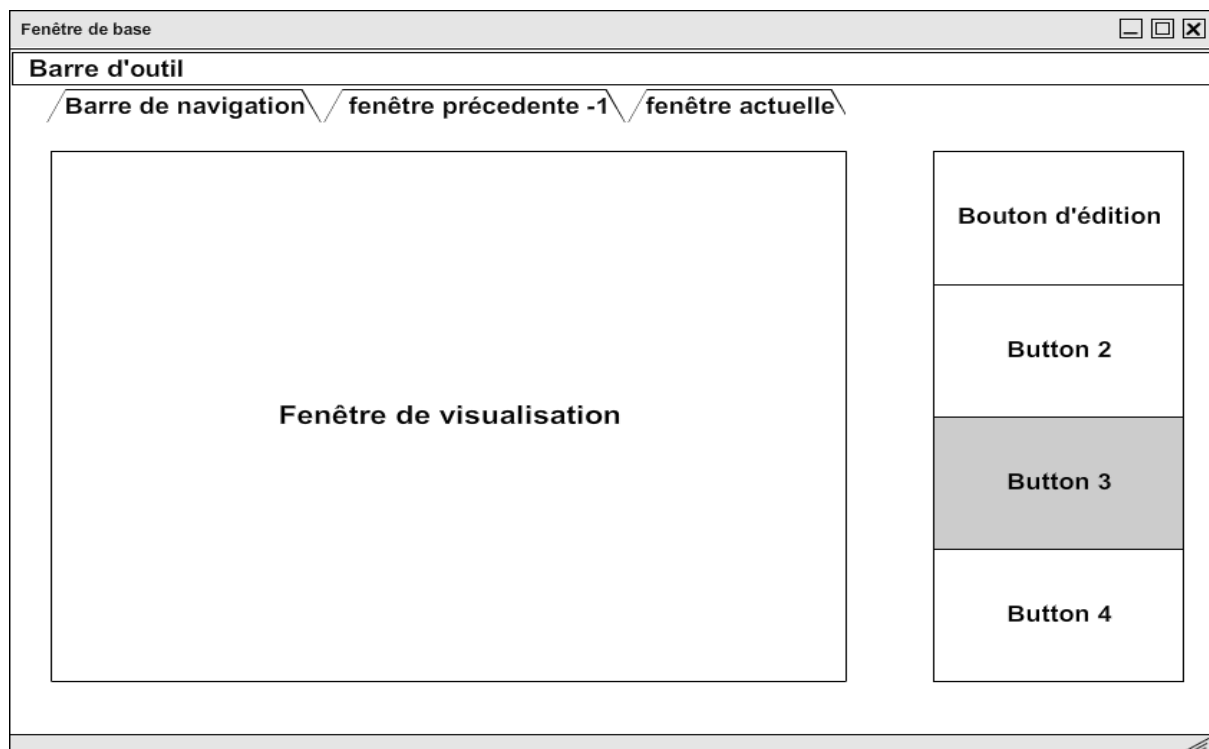 Fenêtre de base
Barre d'outil
Barre de navigation fenêtre précedente -1 fenêtre actuelle
Bouton d'édition
Button 2
Fenêtre de visualisation
Button 3
Button 4